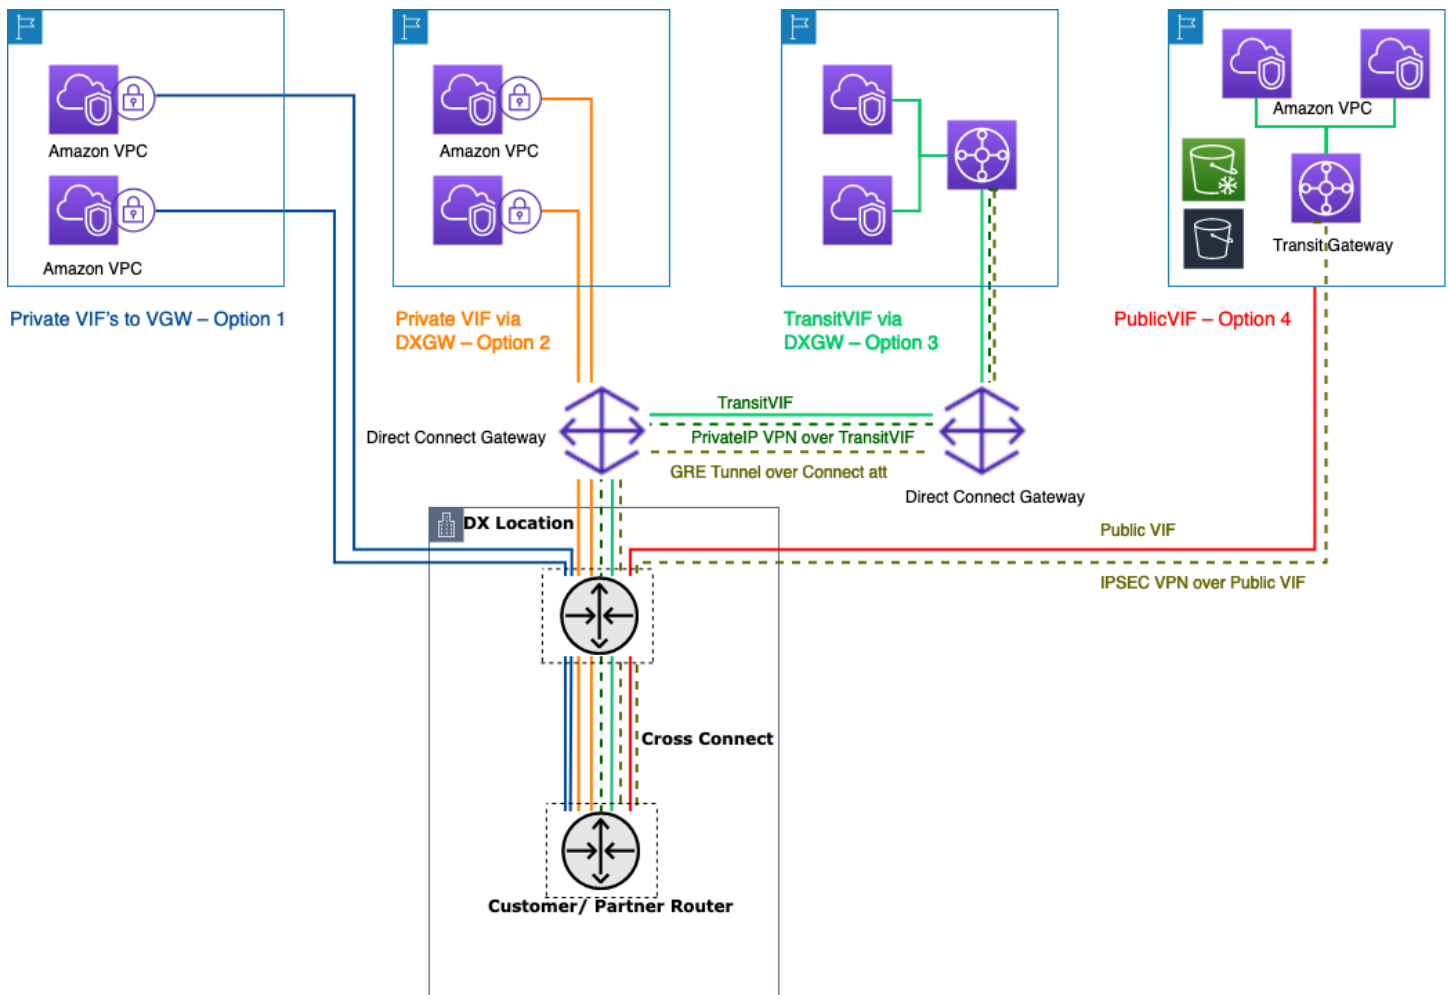 Amazon VPC
Amazon VPC
Private VIF's to VGW – Option 1
Amazon VPC
Private VIF via
DXGW – Option 2
TransitVIF via
DXGW – Option 3
Amazon VPC
Transit Gateway
PublicVIF – Option 4
Direct Connect Gateway
TransitVIF
PrivateIP VPN over TransitVIF
GRE Tunnel over Connect att
Direct Connect Gateway
Public VIF
IPSEC VPN over Public VIF
DX Location
Cross Connect
Customer/ Partner Router